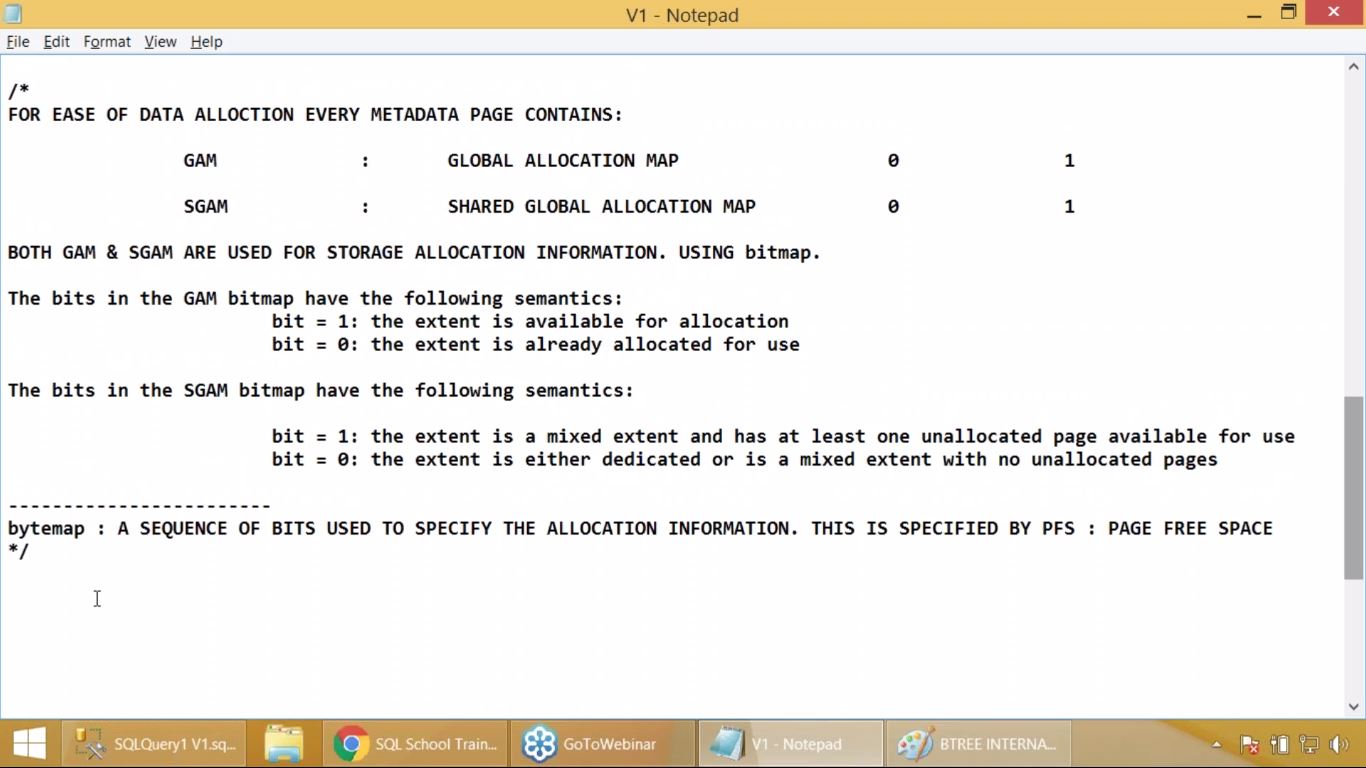 V1 - Notepad
File Edit Format View Help
/*
FOR EASE OF DATA ALLOCTION EVERY METADATA PAGE CONTAINS:
GAM : GLOBAL ALLOCATION MAP 0 1
SGAM : SHARED GLOBAL ALLOCATION MAP 0 1
BOTH GAM & SGAM ARE USED FOR STORAGE ALLOCATION INFORMATION. USING bitmap.
The bits in the GAM bitmap have the following semantics:
bit = 1: the extent is available for allocation
bit = 0: the extent is already allocated for use
The bits in the SGAM bitmap have the following semantics:
bit = 1: the extent is a mixed extent and has at least one unallocated page available for use
bit = 0: the extent is either dedicated or is a mixed extent with no unallocated pages
------------------------
bytemap : A SEQUENCE OF BITS USED TO SPECIFY THE ALLOCATION INFORMATION. THIS IS SPECIFIED BY PFS : PAGE FREE SPACE
*/
SQLQuery1 V1.sq... SQL School Train... GoToWebinar V1 - Notepad BTREE INTERNA...